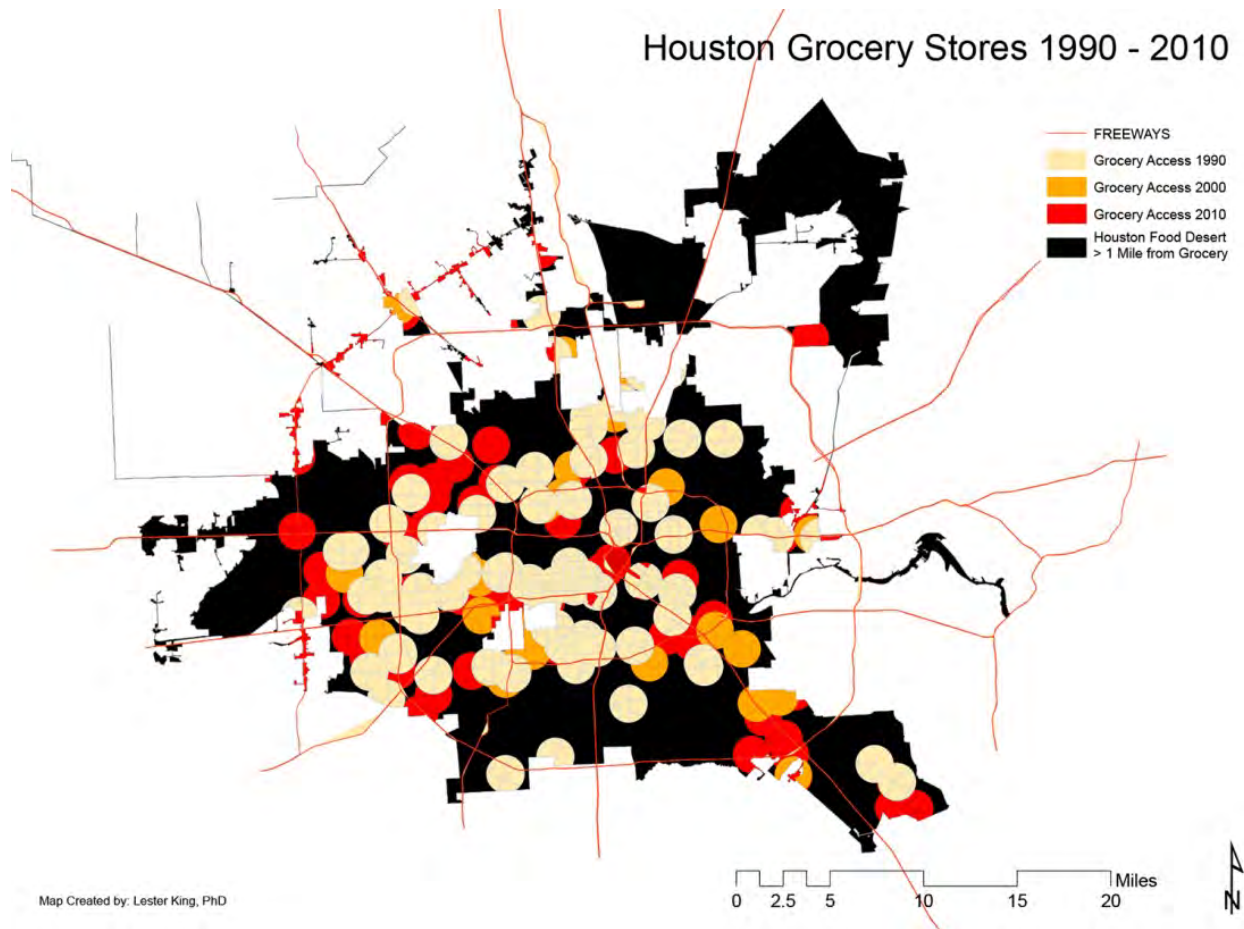 Houston Grocery Stores 1990 - 2010
FREEWAYS
Grocery Access 1990
Grocery Access 2000
Grocery Access 2010
Houston Food Desert
> 1 Mile from Grocery
Miles
0 2.5 5 10 15 20
N
Map Created by: Lester King, PhD